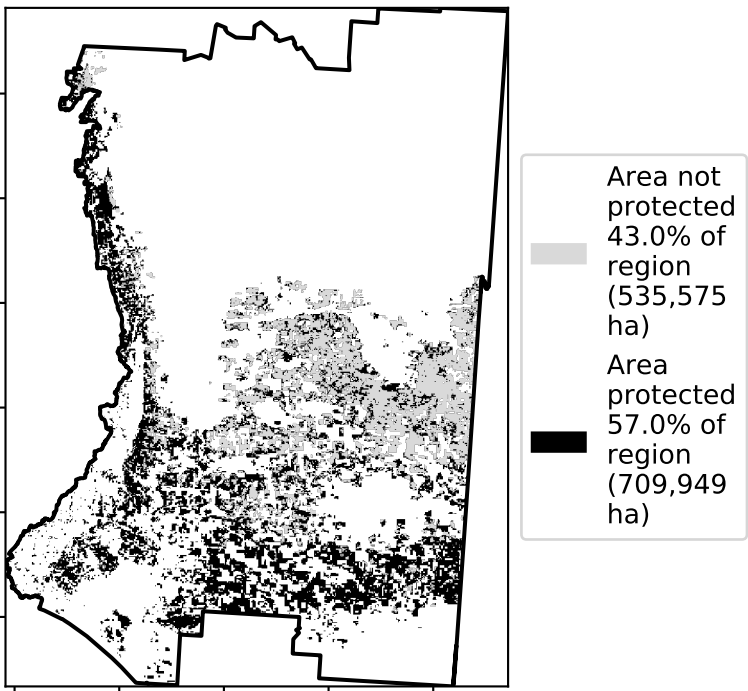 Area not
protected
43.0% of
region
(535,575
ha)
Area
protected
57.0% of
region
(709,949
ha)